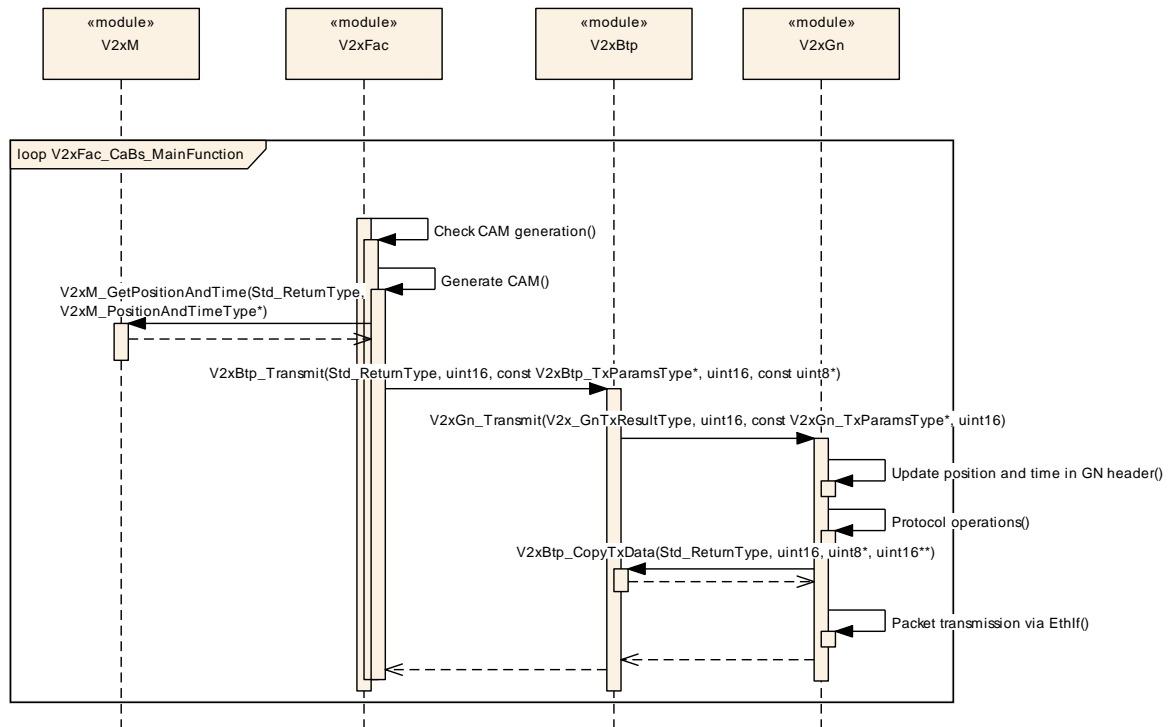 «module»
V2xM
«module»
V2xFac
«module»
V2xBtp
«module»
V2xGn
loop V2xFac_CaBs_MainFunction
Check CAM generation()
Generate CAM()
V2xM_GetPositionAndTime(Std_ReturnType,
V2xM_PositionAndTimeType*)
V2xBtp_Transmit(Std_ReturnType, uint16, const V2xBtp_TxParamsType*, uint16, const uint8*)
V2xGn_Transmit(V2x_GnTxResultType, uint16, const V2xGn_TxParamsType*, uint16)
Update position and time in GN header()
Protocol operations()
V2xBtp_CopyTxData(Std_ReturnType, uint16, uint8*, uint16**)
Packet transmission via EthIf()